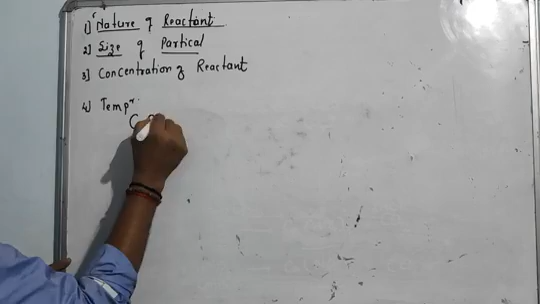 1) Nature of Reactant
2] Size of Partical
3] Concentration of Reactant
4] Tempr.
C